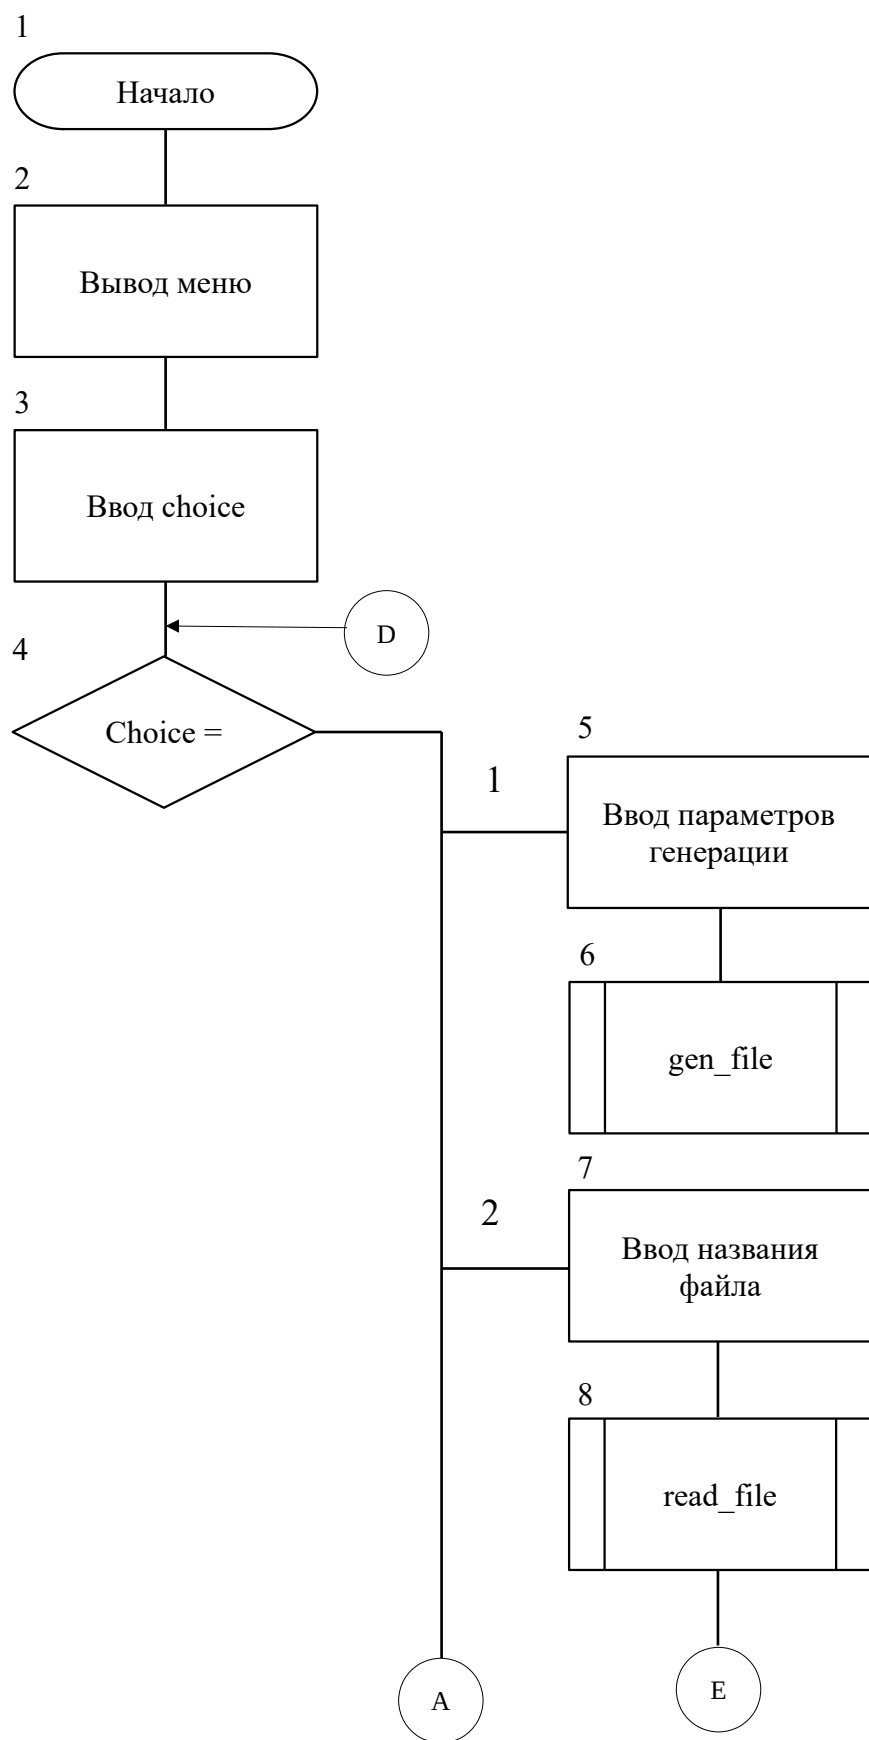 1
Начало
2
Вывод меню
3
Ввод choice
D
4
Choice =
5
1
Ввод параметров
генерации
6
gen_file
7
2
Ввод названия
файла
8
read_file
A
E